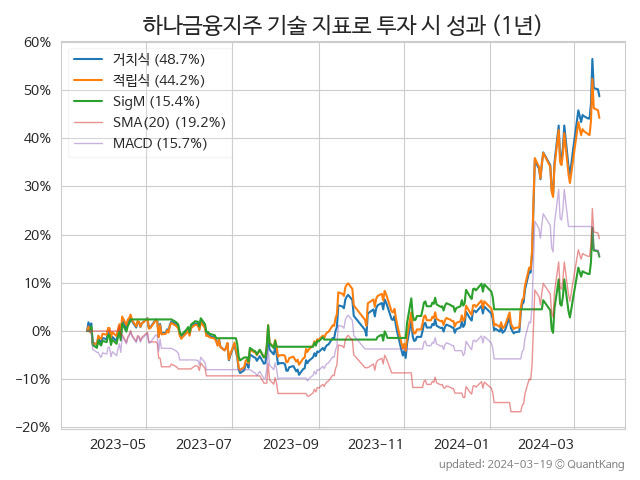 하나금융지주 기술 지표로 투자 시 성과 (1년)
60%
50%
40%
30%
20%
10%
0%
−10%
−20%
거치식 (48.7%)
적립식 (44.2%)
SigM (15.4%)
SMA(20) (19.2%)
MACD (15.7%)
2023-05 2023-07 2023-09 2023-11 2024-01 2024-03
updated: 2024-03-19 © QuantKang